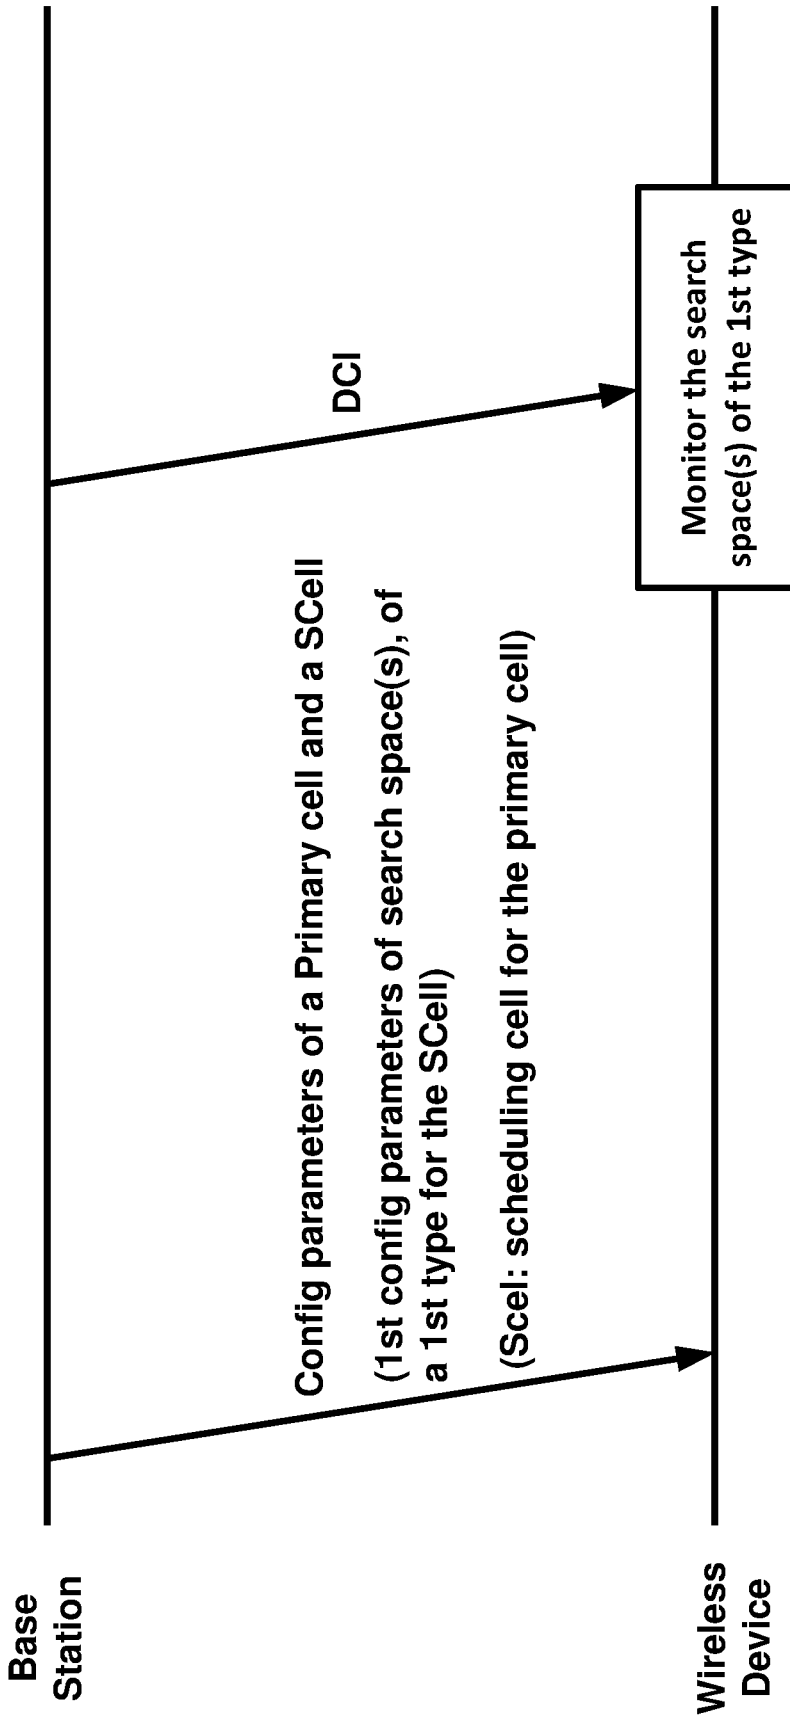 Base
Station
Config parameters of a Primary cell and a SCell
(1st config parameters of search space(s), of
a 1st type for the SCell)
(Scel: scheduling cell for the primary cell)
DCI
Monitor the search
space(s) of the 1st type
Wireless
Device